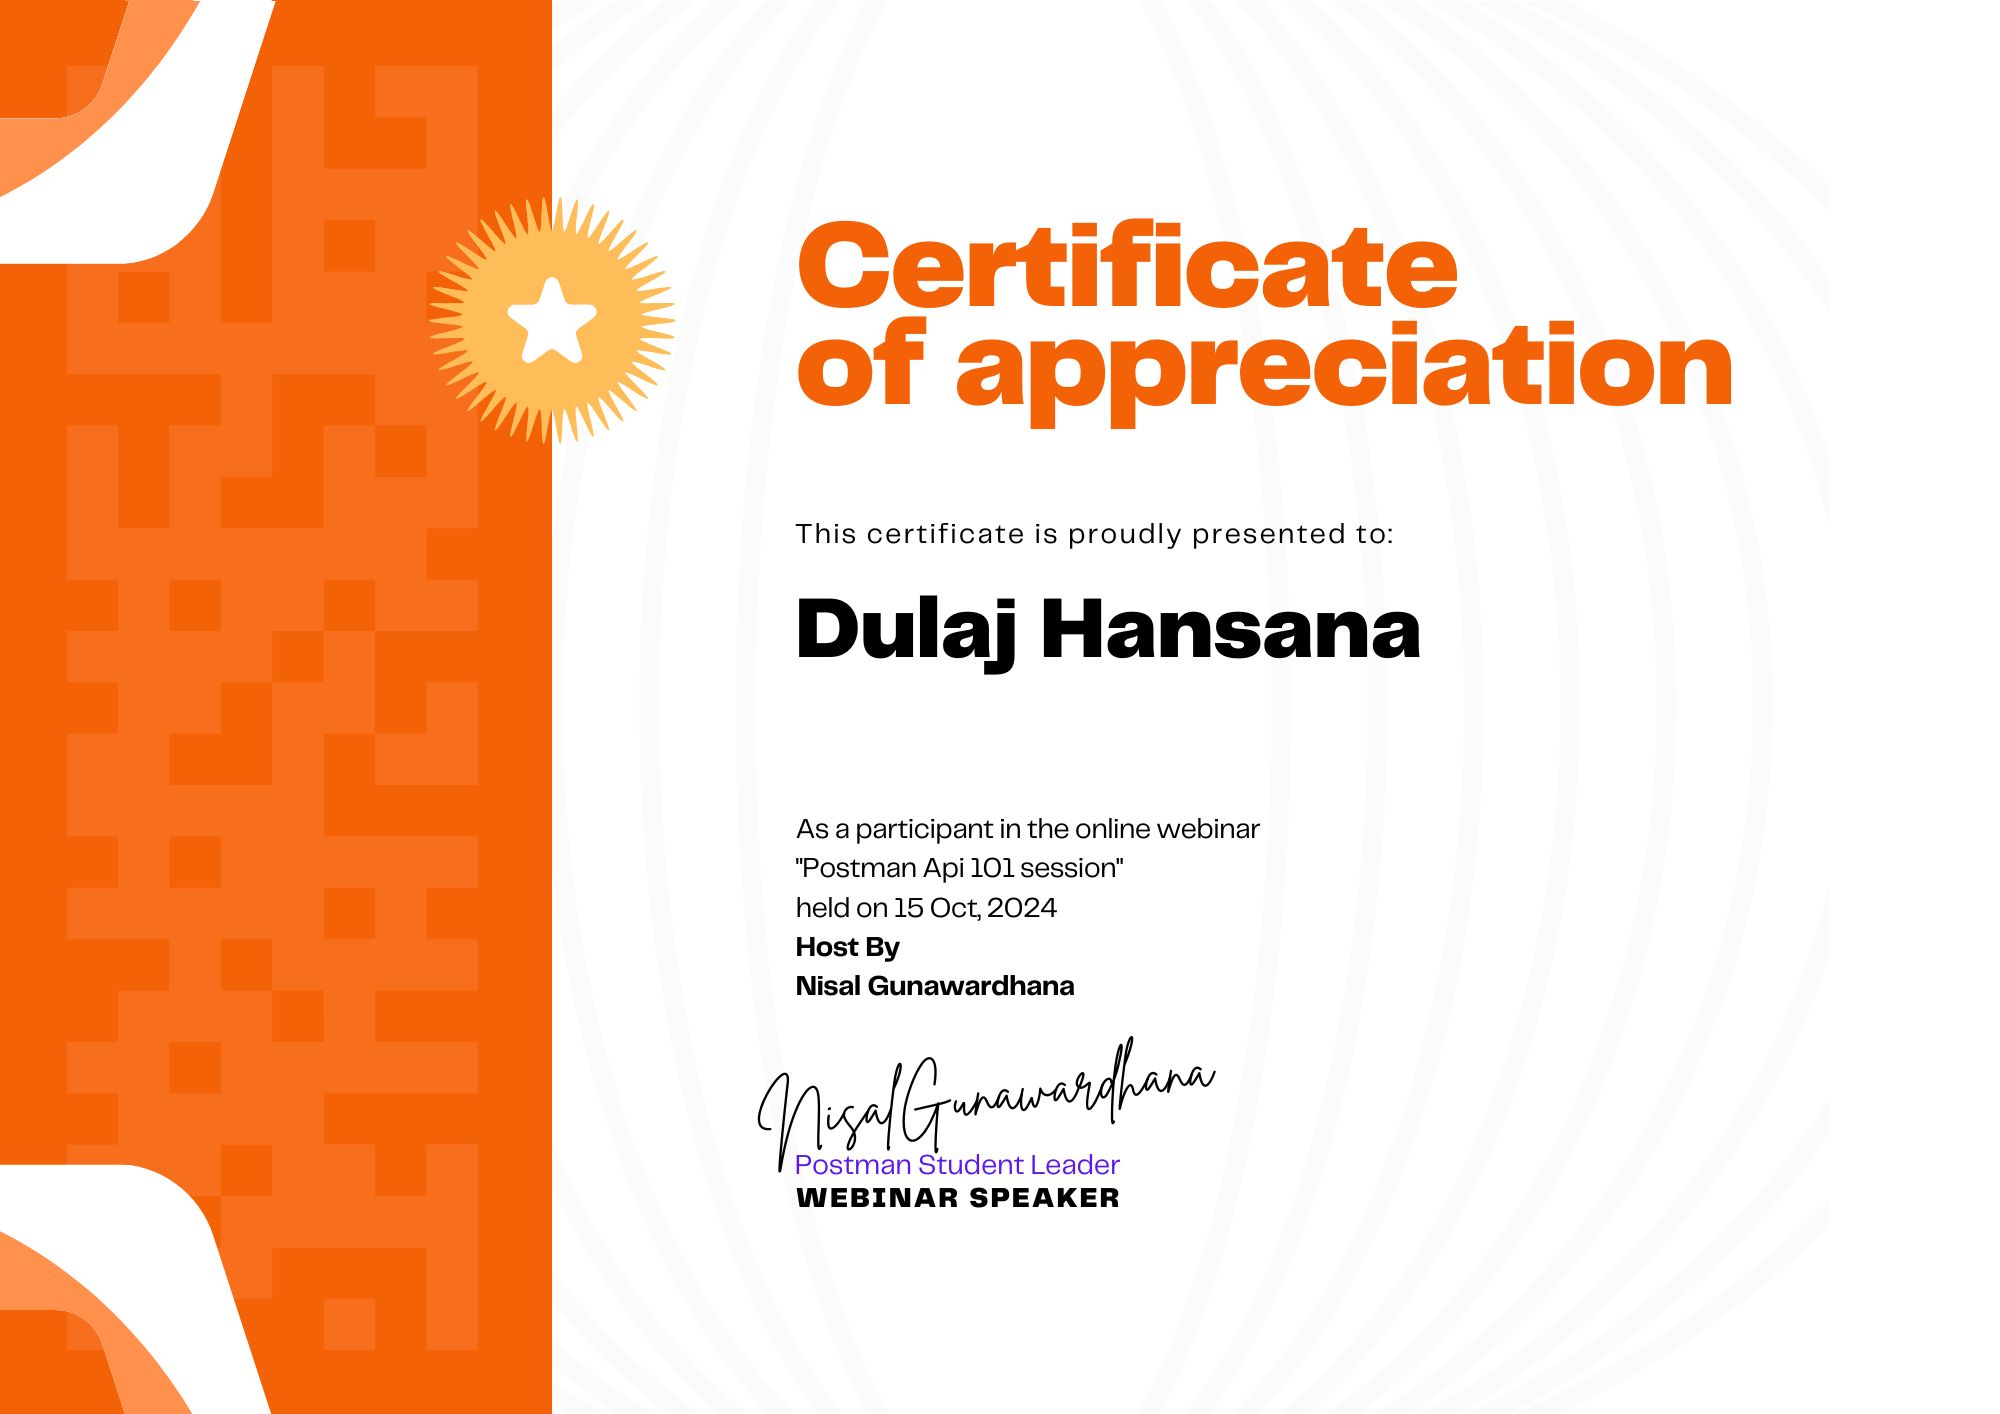 Certificate
of appreciation
This certificate is proudly presented to:
Dulaj Hansana
As a participant in the online webinar
"Postman Api 101 session"
held on 15 Oct, 2024
Host By
Nisal Gunawardhana
Nisal Gunawardhana
Postman Student Leader
WEBINAR SPEAKER